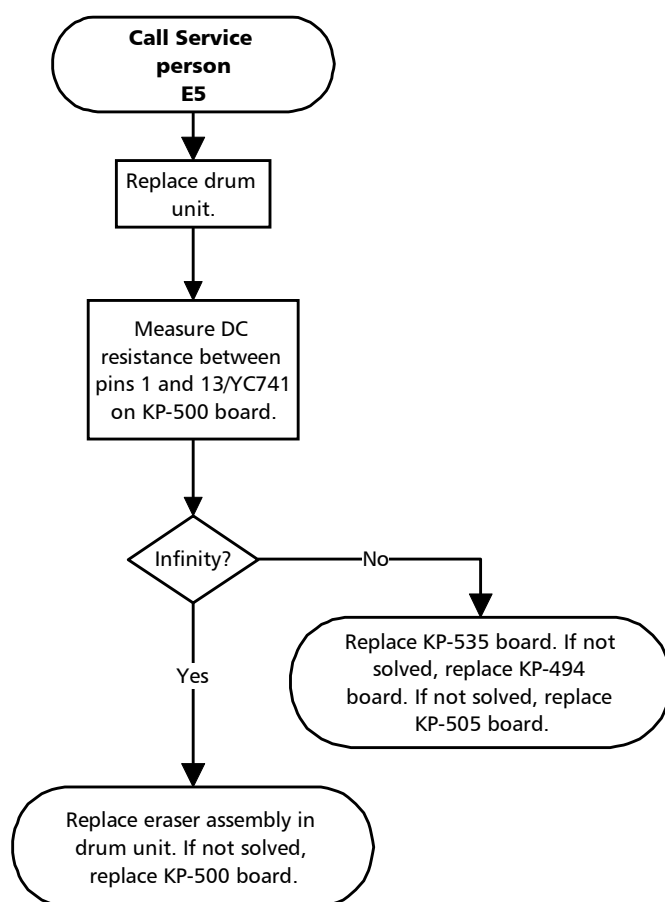 Call Service
person
E5
Replace drum
unit.
Measure DC
resistance between
pins 1 and 13/YC741
on KP-500 board.
Infinity?
No
Replace KP-535 board. If not
solved, replace KP-494
board. If not solved, replace
KP-505 board.
Yes
Replace eraser assembly in
drum unit. If not solved,
replace KP-500 board.